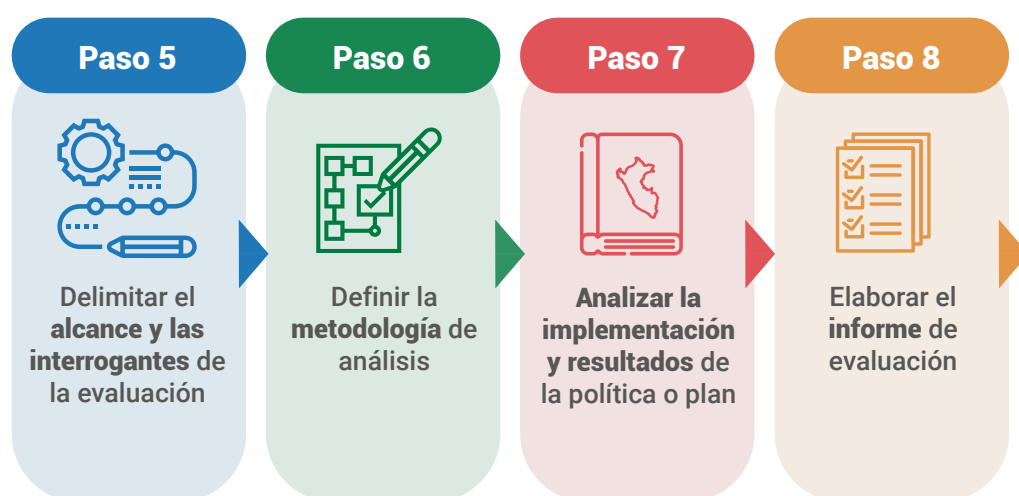 Paso 5
Delimitar el
alcance y las
interrogantes de
la evaluación
Paso 6
Definir la
metodología de
análisis
Paso 7
Analizar la
implementación
y resultados de
la política o plan
Paso 8
Elaborar el
informe de
evaluación